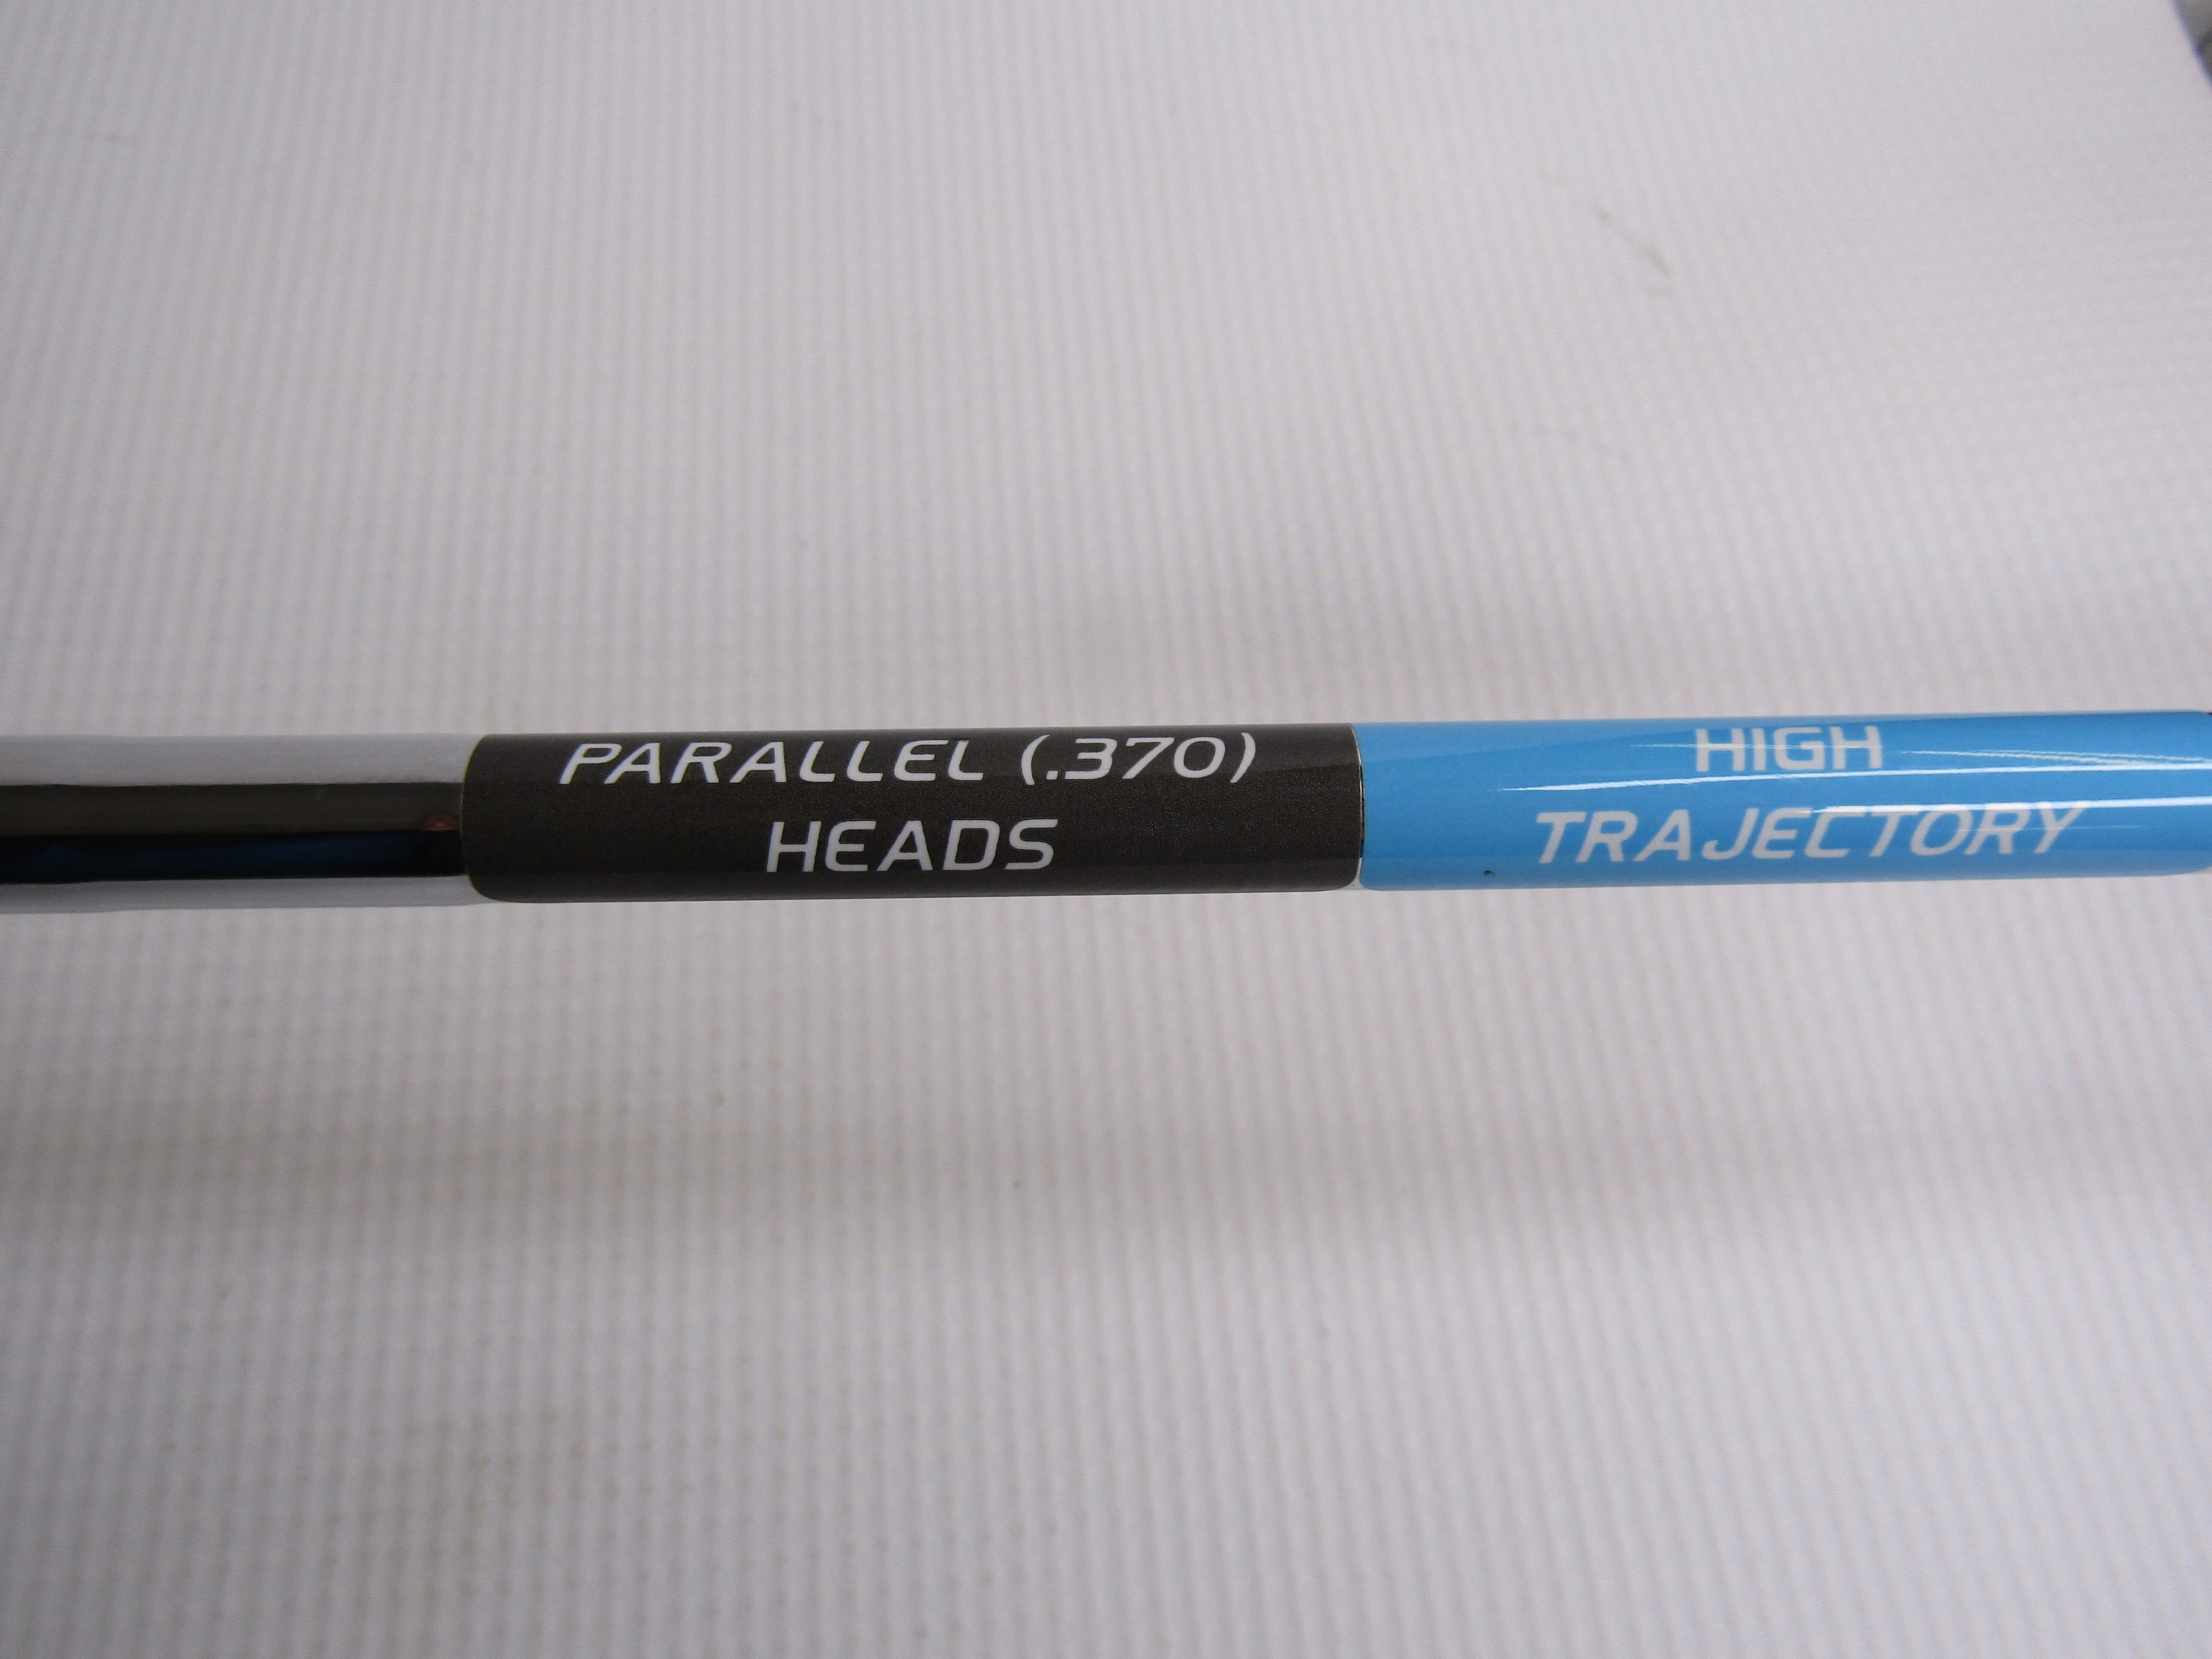 PARALLEL (.370)
HEADS
HIGH
TRAJECTORY